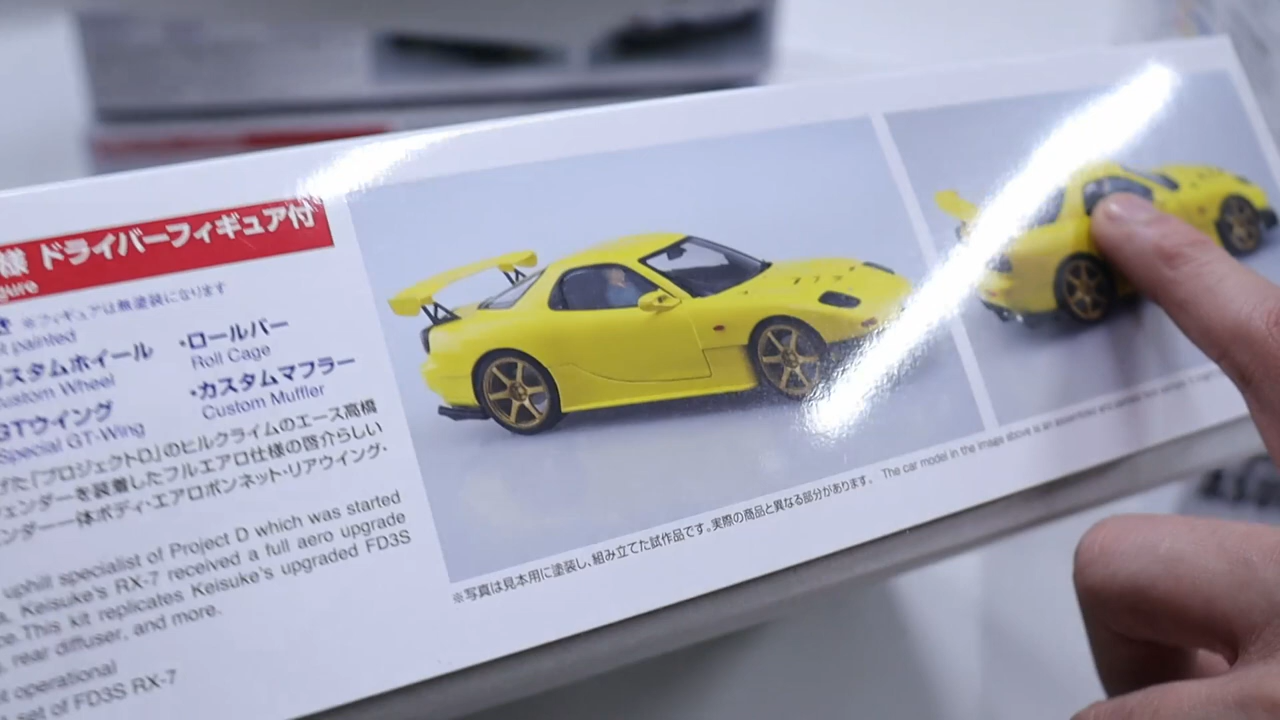 様 ドライバーフィギュア付
gure
※フィギュアは無塗装になります
painted
スタムホイール
ustom Wheel
・ロールバー
Roll Cage
GTウイング
Special GT-Wing
・カスタムマフラー
Custom Muffler
げた「プロジェクトD」のヒルクライムのエース高橋
ェンダーを装着したフルエアロ仕様の啓介らしい
ンダー一体ボディ・エアロボンネット・リアウイング・
uphill specialist of Project D which was started
Keisuke's RX-7 received a full aero upgrade
ce.This kit replicates Keisuke's upgraded FD3S
, rear diffuser, and more.
t operational
set of FD3S RX-7
※写真は見本用に塗装し、組み立てた試作品です。実際の商品と異なる部分があります。 The car model in the image above is an assembled and painted